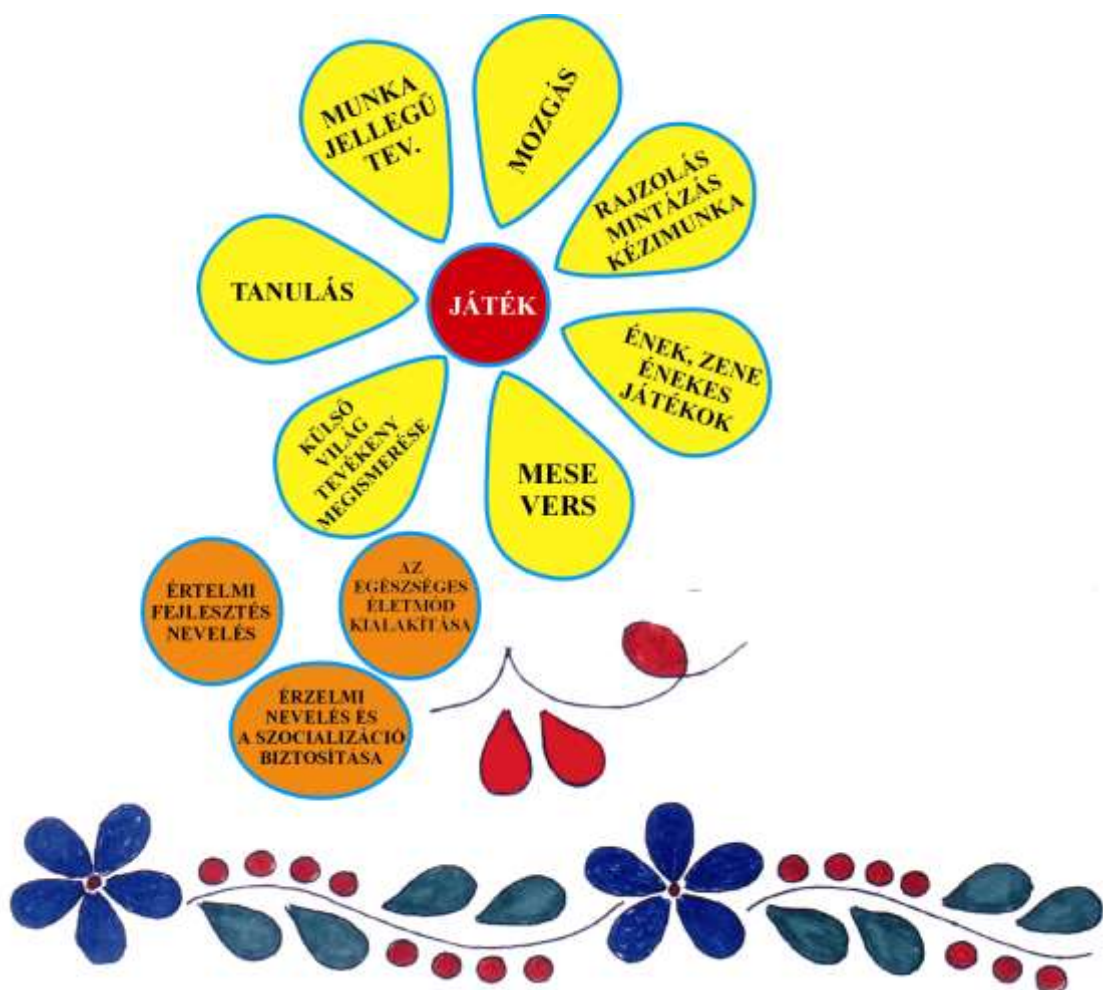 MUNKA
JELLEGŰ
TEV.
MOZGÁS
RAJZOLÁS
MINTÁZÁS
KÉZIMUNKA
TANULÁS
JÁTÉK
ÉNEK, ZENE
ÉNEKES
JÁTÉKOK
KÜLSŐ
VILÁG
TEVÉKENY
MEGISMERÉSE
MESE
VERS
ÉRTELMI
FEJLESZTÉS
NEVELÉS
AZ
EGÉSZSÉGES
ÉLETMÓD
KIALAKÍTÁSA
ÉRZELMI
NEVELÉS ÉS
A SZOCIALIZÁCIÓ
BIZTOSÍTÁSA